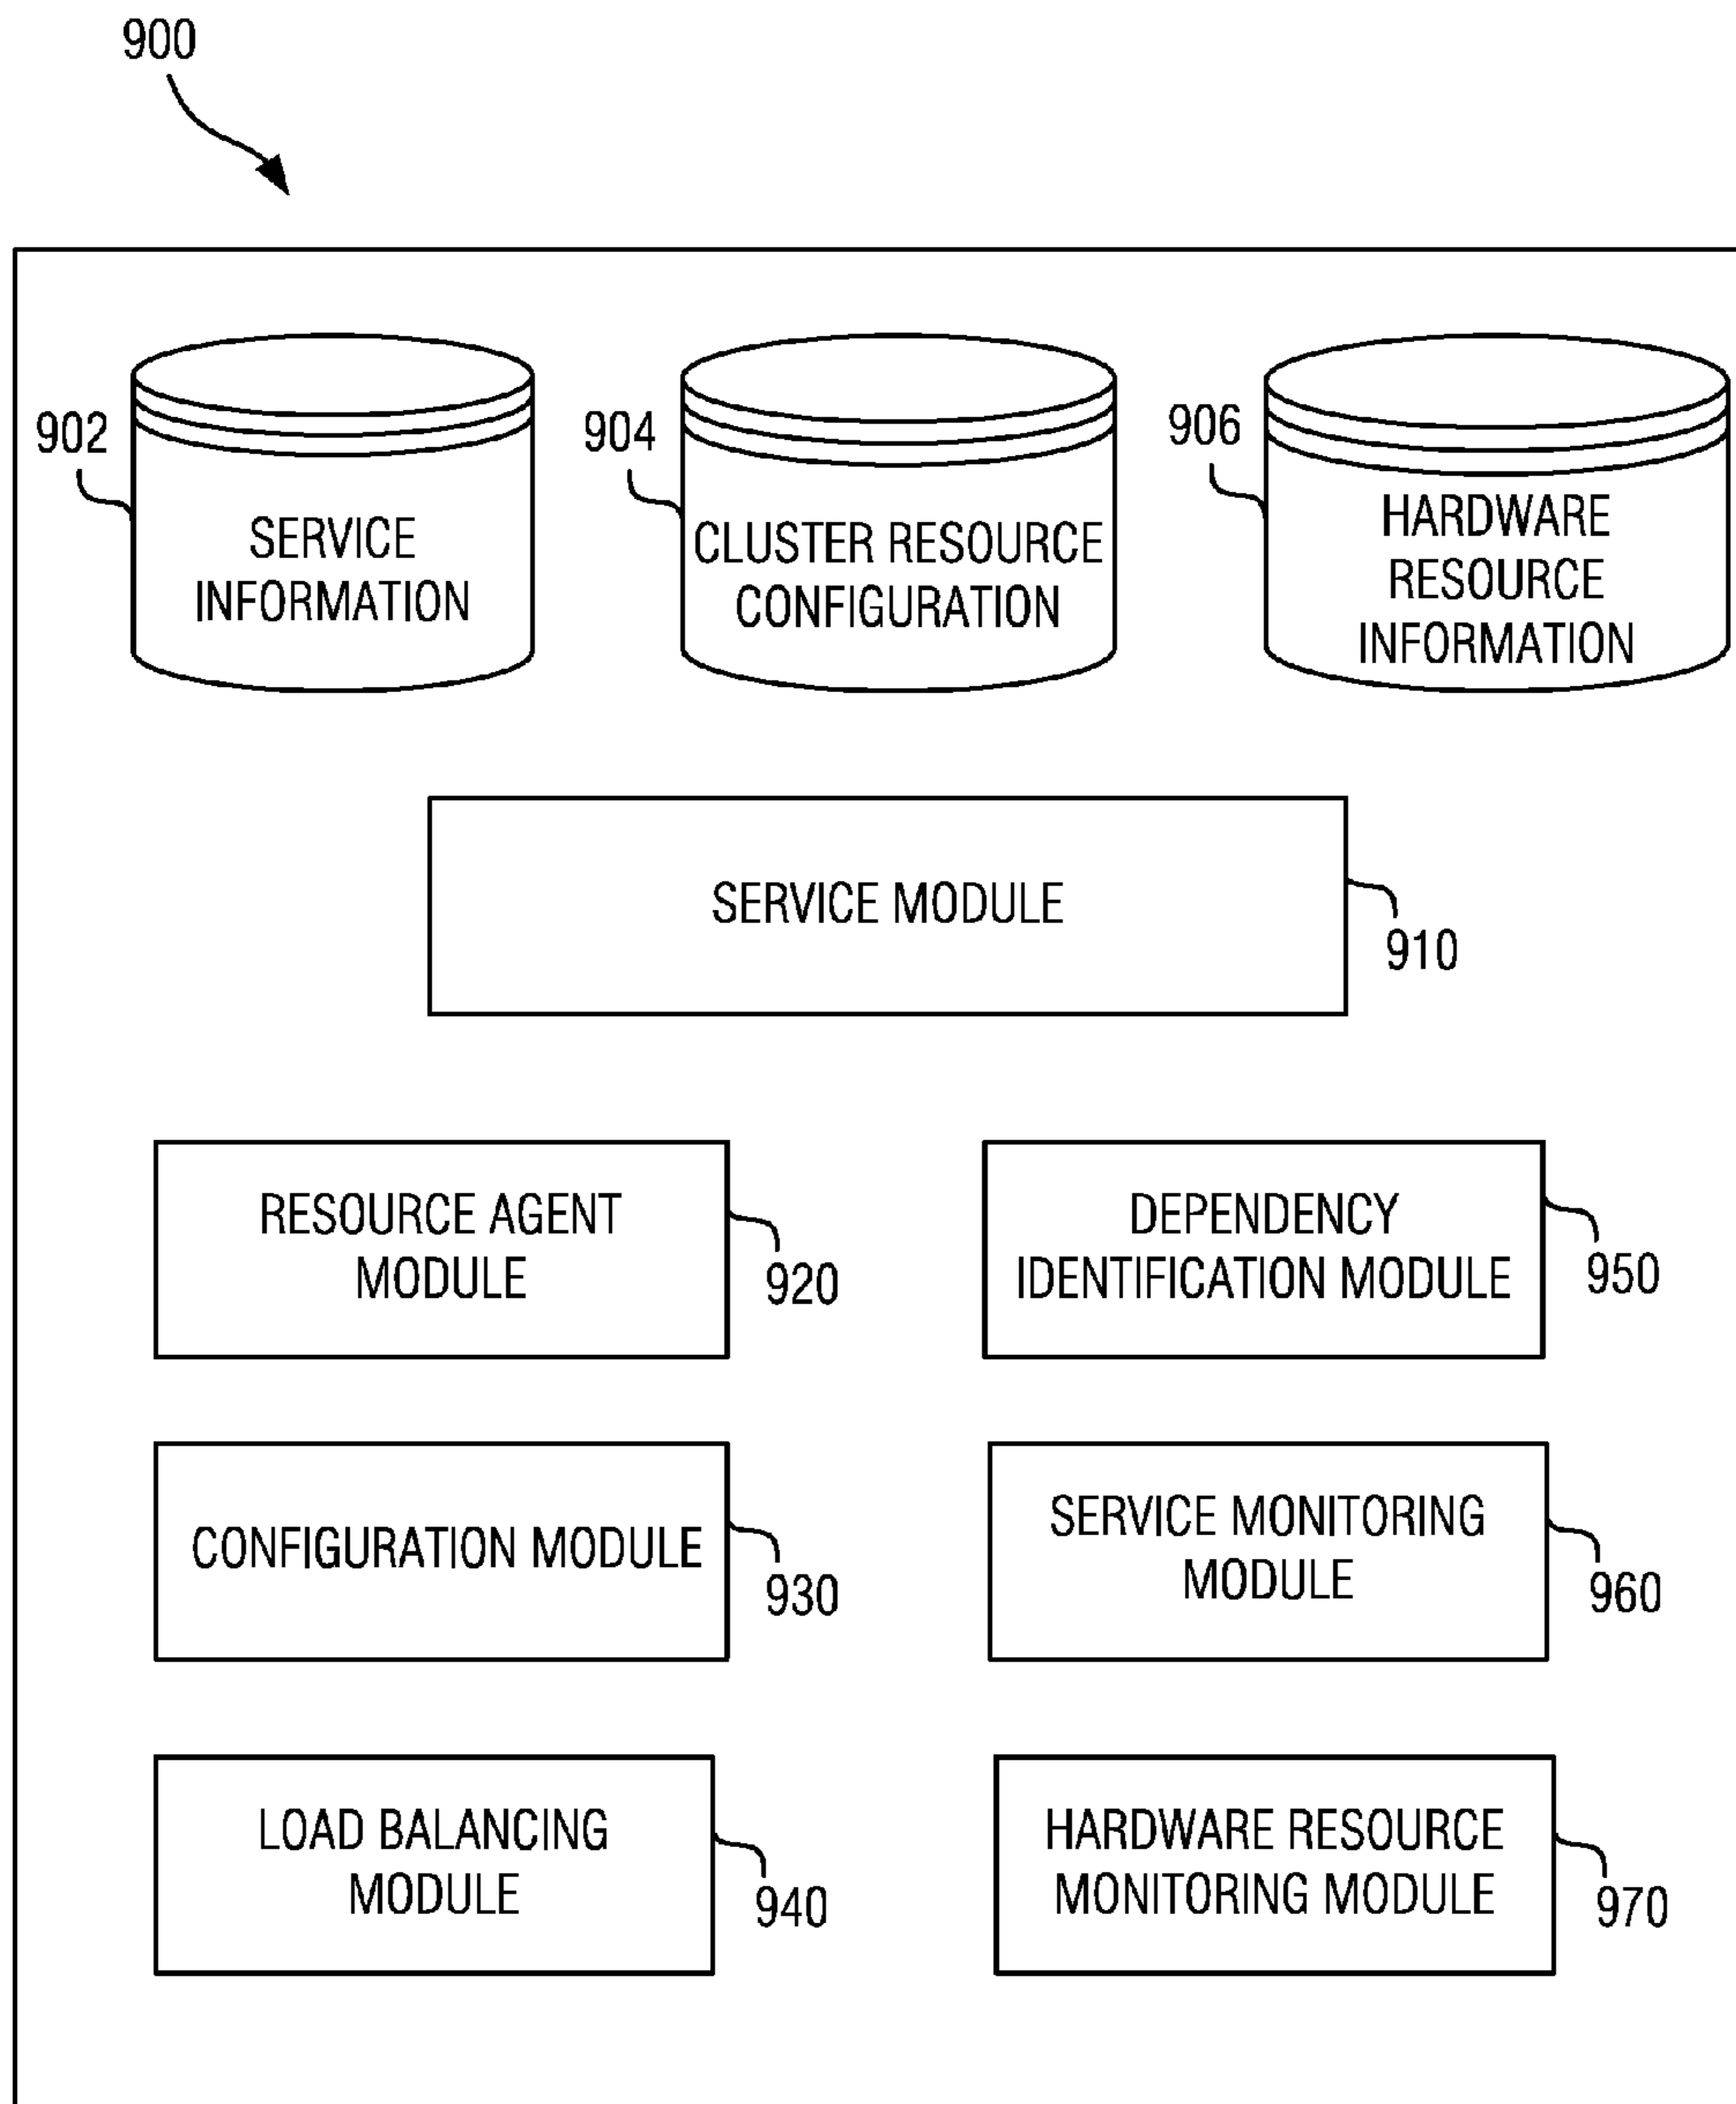 900
902
SERVICE
INFORMATION
904
CLUSTER RESOURCE
CONFIGURATION
906
HARDWARE
RESOURCE
INFORMATION
SERVICE MODULE
910
RESOURCE AGENT
MODULE
920
DEPENDENCY
IDENTIFICATION MODULE
950
CONFIGURATION MODULE
930
SERVICE MONITORING
MODULE
960
LOAD BALANCING
MODULE
940
HARDWARE RESOURCE
MONITORING MODULE
970